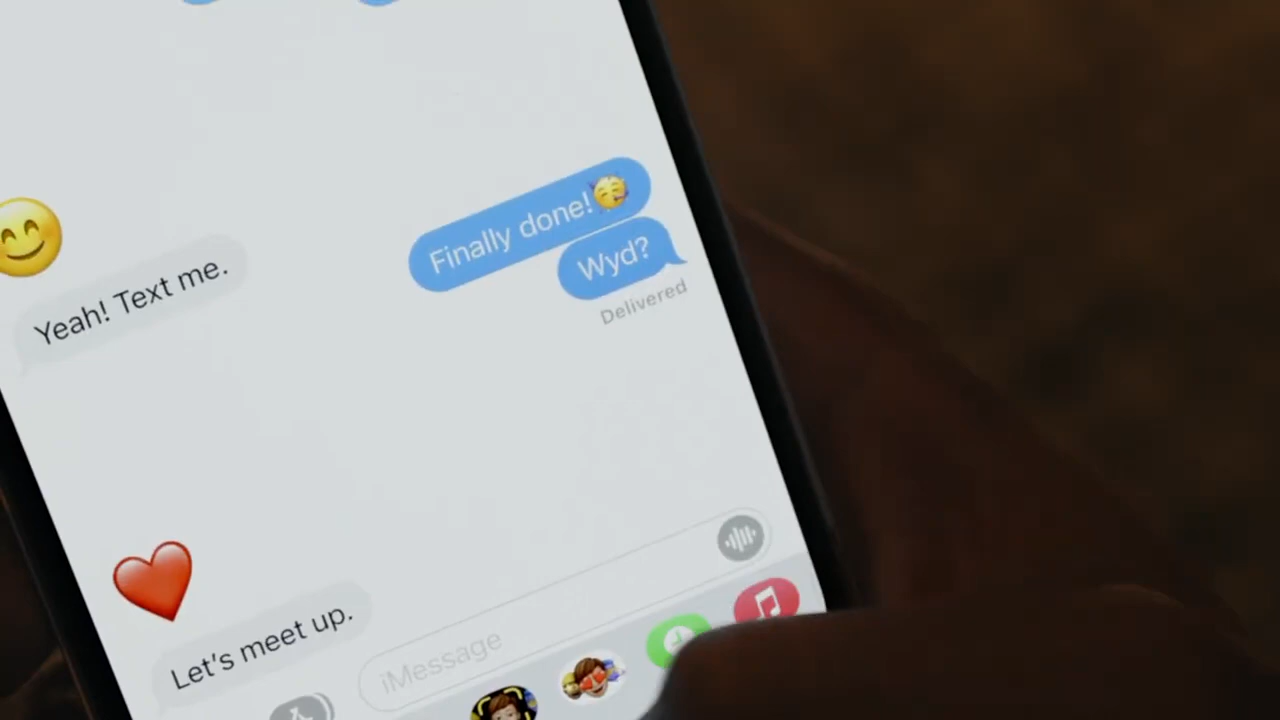 😊
Yeah! Text me.
Finally done!🥳
Wyd?
Delivered
❤️
Let's meet up.
iMessage